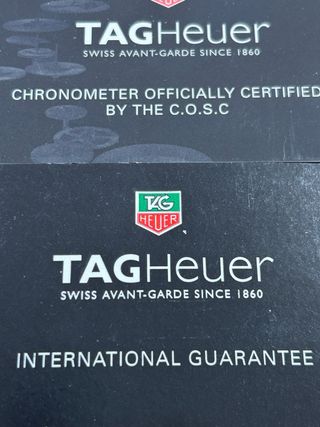 TAGHeuer
SWISS AVANT-GARDE SINCE 1860
CHRONOMETER OFFICIALLY CERTIFIED
BY THE C.O.S.C
TAG
HEUER
TAGHeuer
SWISS AVANT-GARDE SINCE 1860
INTERNATIONAL GUARANTEE